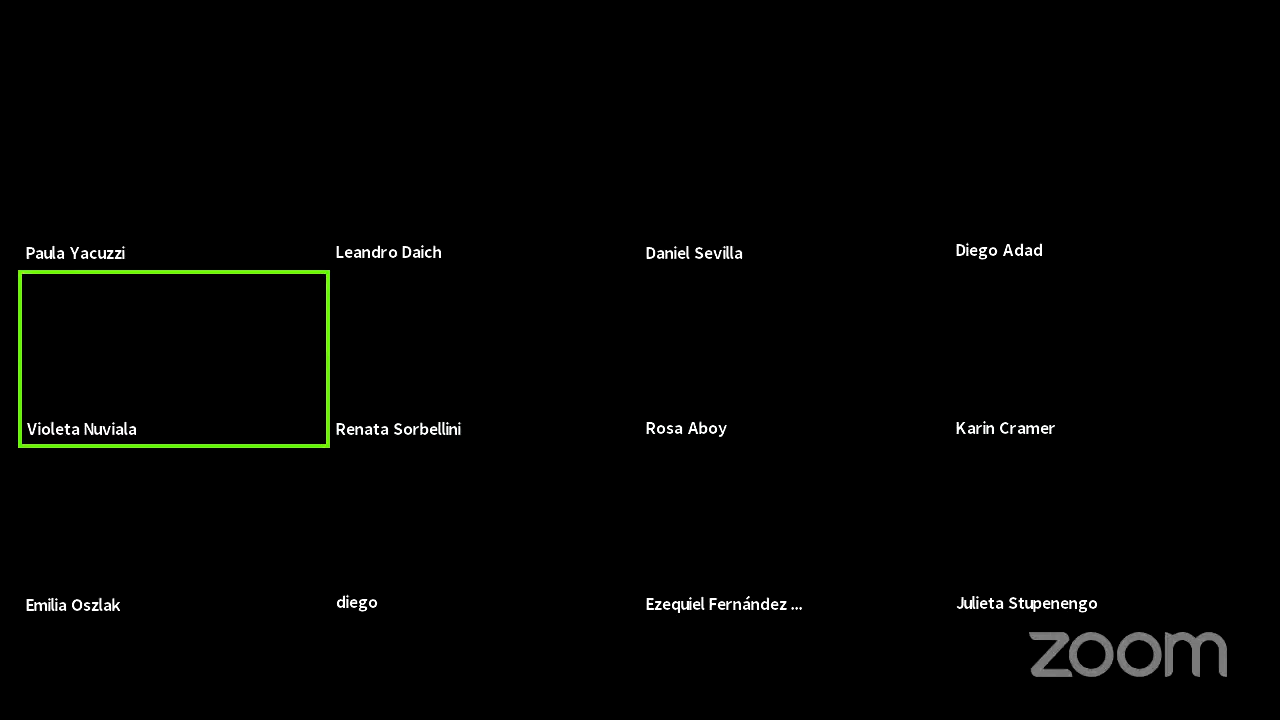 Paula Yacuzzi
Leandro Daich
Daniel Sevilla
Diego Adad
Violeta Nuviala
Renata Sorbellini
Rosa Aboy
Karin Cramer
Emilia Oszlak
diego
Ezequiel Fernández ...
Julieta Stupenengo
zoom